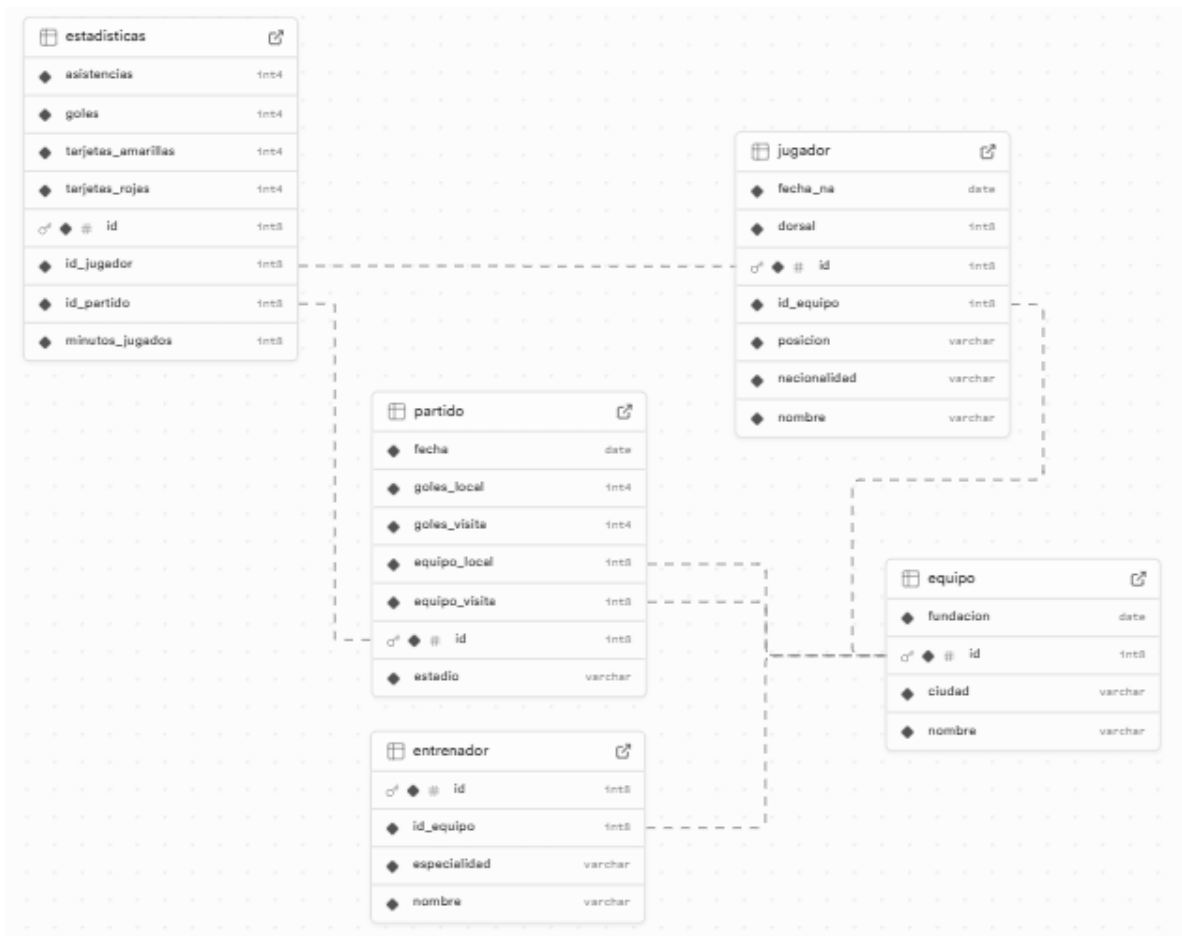 estadisticas
asistencias int4
goles int4
tarjetas_amarillas int4
tarjetas_rojas int4
# id int8
id_jugador int8
id_partido int8
minutos_jugados int8
jugador
fecha_na date
dorsal int8
# id int8
id_equipo int8
posicion varchar
nacionalidad varchar
nombre varchar
partido
fecha date
goles_local int4
goles_visita int4
equipo_local int8
equipo_visita int8
# id int8
estadio varchar
equipo
fundacion date
# id int8
ciudad varchar
nombre varchar
entrenador
# id int8
id_equipo int8
especialidad varchar
nombre varchar